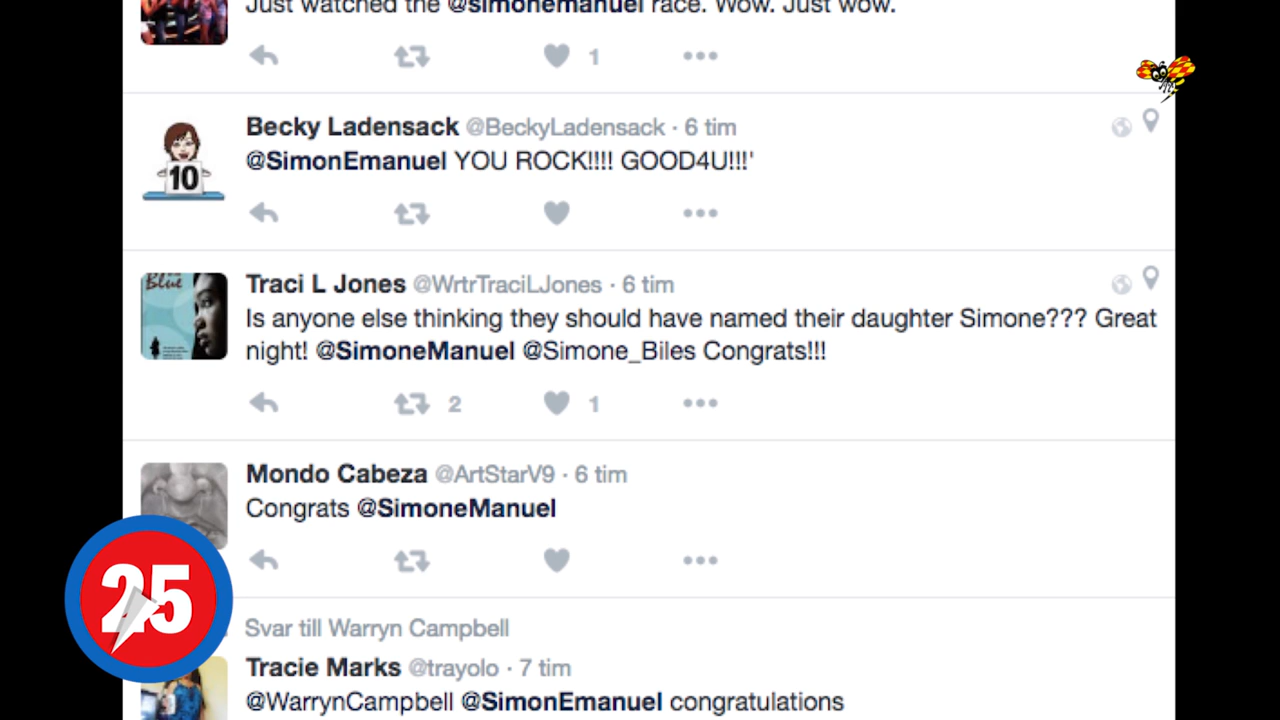 Just watched the @simonemanuel race. Wow. Just wow.
1
Becky Ladensack @BeckyLadensack · 6 tim
@SimonEmanuel YOU ROCK!!!! GOOD4U!!!'
10
Blue
Traci L Jones @WrtrTraciLJones · 6 tim
Is anyone else thinking they should have named their daughter Simone??? Great
night! @SimoneManuel @Simone_Biles Congrats!!!
2 1
Mondo Cabeza @ArtStarV9 · 6 tim
Congrats @SimoneManuel
25
Svar till Warryn Campbell
Tracie Marks @trayolo · 7 tim
@WarrynCampbell @SimonEmanuel congratulations